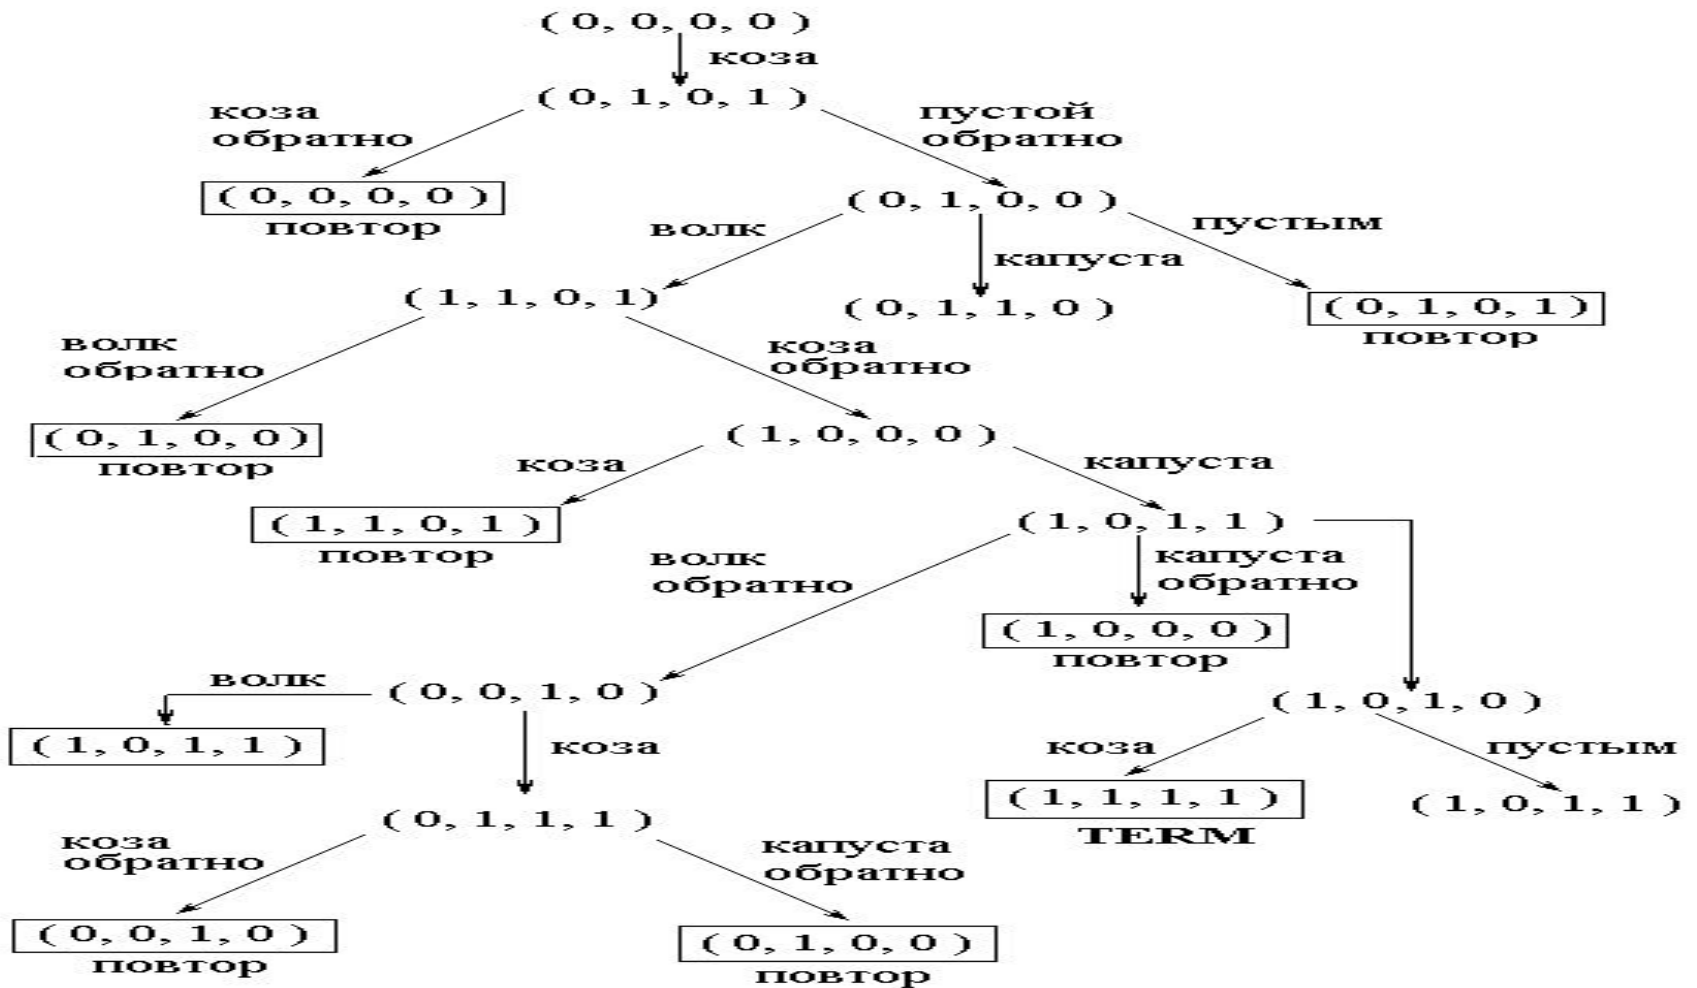 ( 0, 0, 0, 0 )
коза
( 0, 1, 0, 1 )
коза
обратно
пустой
обратно
( 0, 0, 0, 0 )
повтор
( 0, 1, 0, 0 )
волк
капуста
пустым
( 1, 1, 0, 1)
( 0, 1, 1, 0 )
( 0, 1, 0, 1 )
повтор
волк
обратно
коза
обратно
( 0, 1, 0, 0 )
повтор
( 1, 0, 0, 0 )
коза
капуста
( 1, 1, 0, 1 )
повтор
( 1, 0, 1, 1 )
волк
обратно
капуста
обратно
( 1, 0, 0, 0 )
повтор
волк
( 0, 0, 1, 0 )
( 1, 0, 1, 0 )
( 1, 0, 1, 1 )
коза
коза
пустым
( 1, 1, 1, 1 )
TERM
( 1, 0, 1, 1 )
( 0, 1, 1, 1 )
коза
обратно
капуста
обратно
( 0, 0, 1, 0 )
повтор
( 0, 1, 0, 0 )
повтор